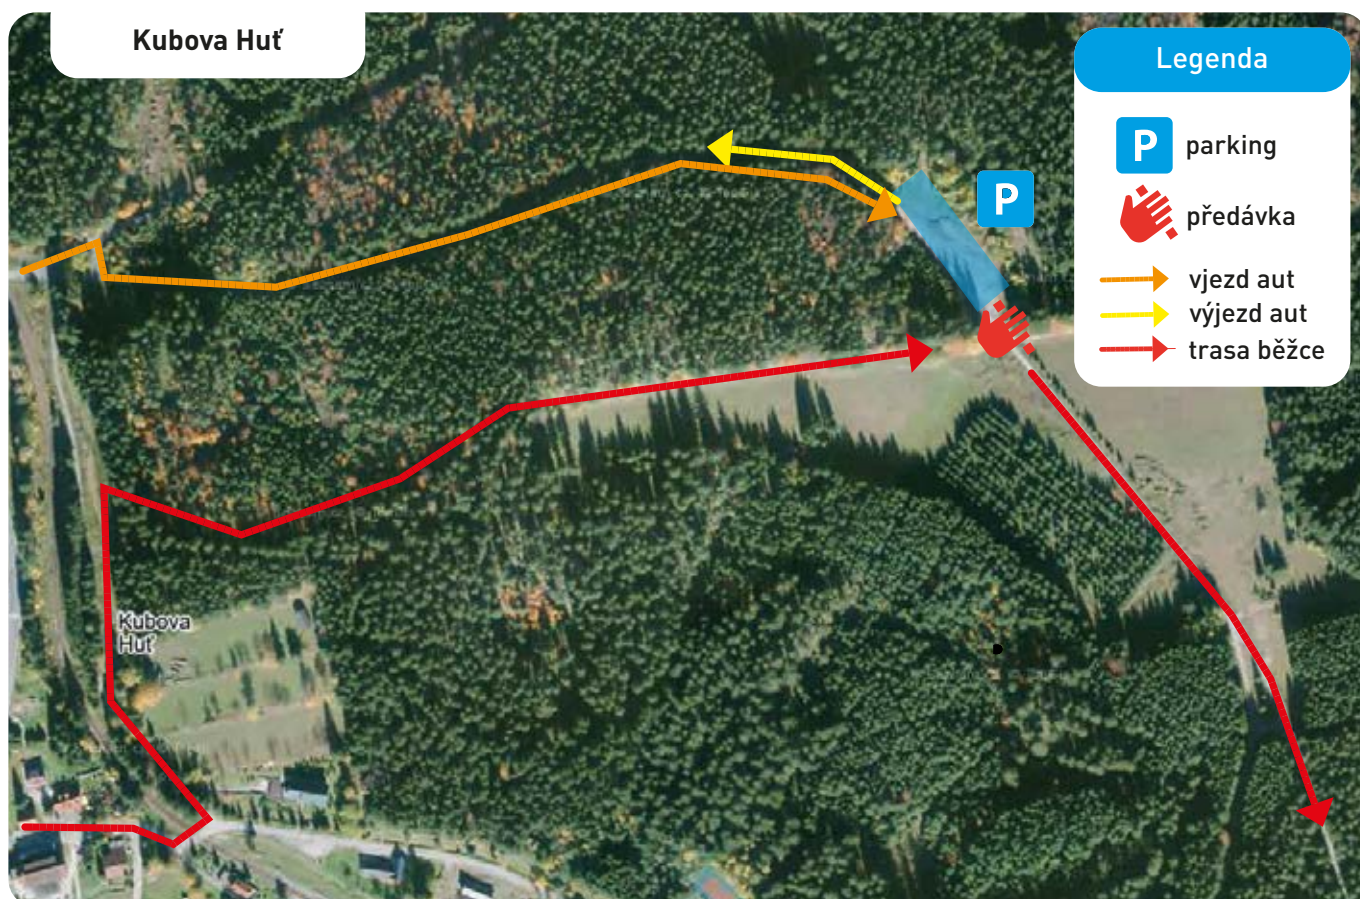 Kubova Huť
Legenda
P parking
předávka
vjezd aut
výjezd aut
trasa běžce
P
Kubova
Huť